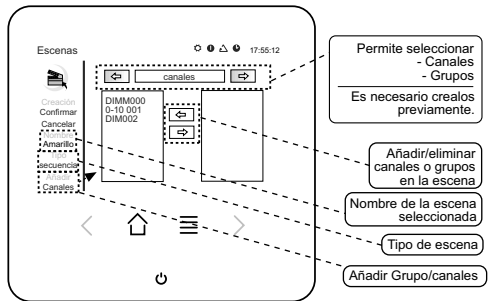 Escenas
17:55:12
canales
Creación
Confirmar
Cancelar
Nombre
Amarillo
Tipo
secuencia
Añadir
Canales
DIMM000
0-10 001
DIM002
Permite seleccionar
- Canales
- Grupos
Es necesario crealos
previamente.
Añadir/eliminar
canales o grupos
en la escena
Nombre de la escena
seleccionada
Tipo de escena
Añadir Grupo/canales